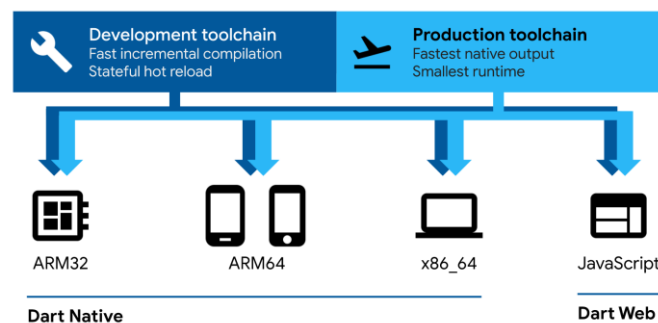 Development toolchain
Fast incremental compilation
Stateful hot reload
Production toolchain
Fastest native output
Smallest runtime
ARM32
ARM64
x86_64
JavaScript
Dart Native
Dart Web